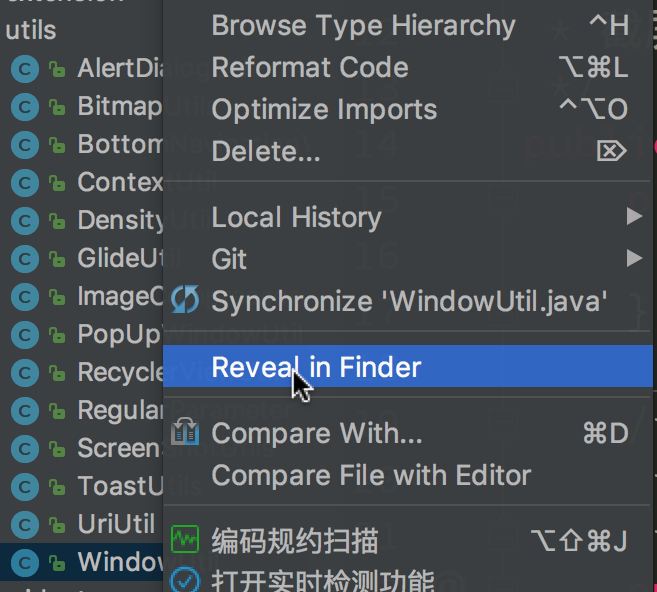 utils
AlertDia
Bitmap
Bottom
Context
Density
GlideUt
ImageC
PopUp
Recycler
Regular
Screen
ToastU
UriUtil
Window
Browse Type Hierarchy ^H
Reformat Code ⌥⌘L
Optimize Imports ^⌥O
Delete... ⌦
Local History
Git
Synchronize 'WindowUtil.java'
Reveal in Finder
Compare With... ⌘D
Compare File with Editor
编码规约扫描 ⌥⇧⌘J
打开实时检测功能